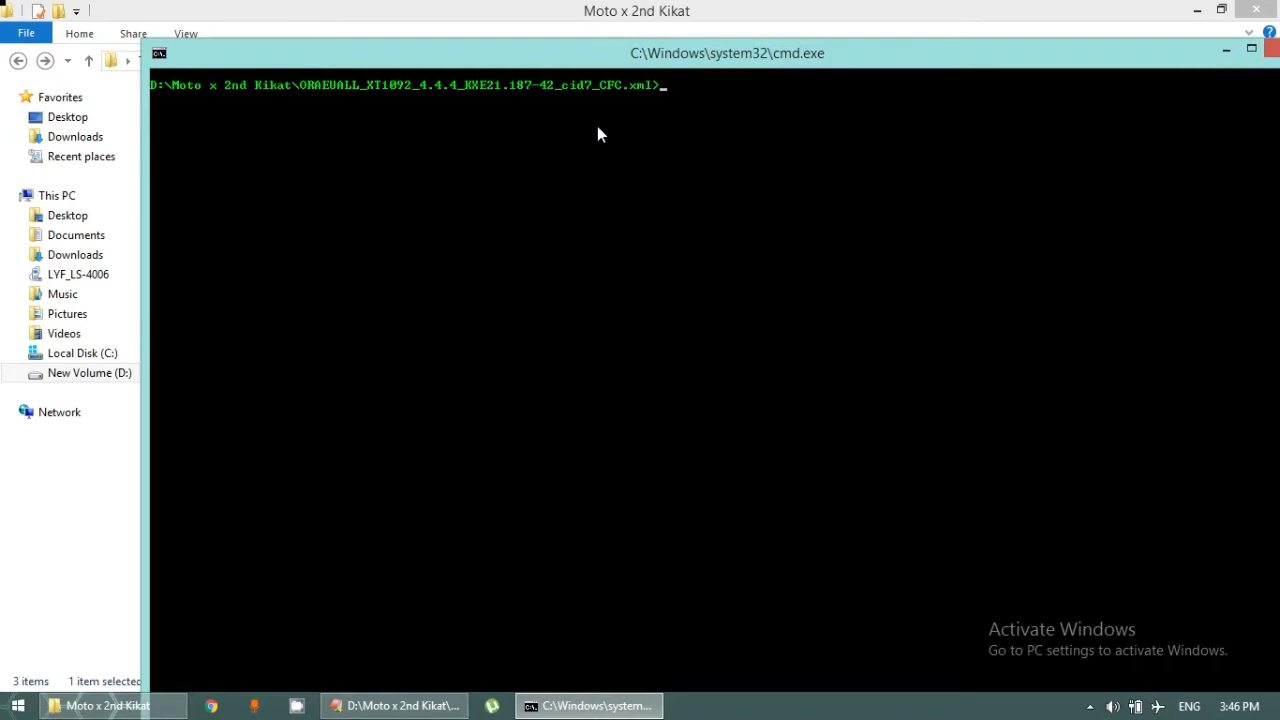 Moto x 2nd Kikat
File Home Share View
C:\Windows\system32\cmd.exe
D:\Moto x 2nd Kikat\ORAEUALL_XT1092_4.4.4_KXE21.187-42_cid7_CFC.xml>_
Favorites
Desktop
Downloads
Recent places
This PC
Desktop
Documents
Downloads
LYF_LS-4006
Music
Pictures
Videos
Local Disk (C:)
New Volume (D:)
Network
Activate Windows
Go to PC settings to activate Windows.
3 items 1 item selected
Moto x 2nd Kikat
D:\Moto x 2nd Kikat\...
C:\Windows\system...
ENG
3:46 PM